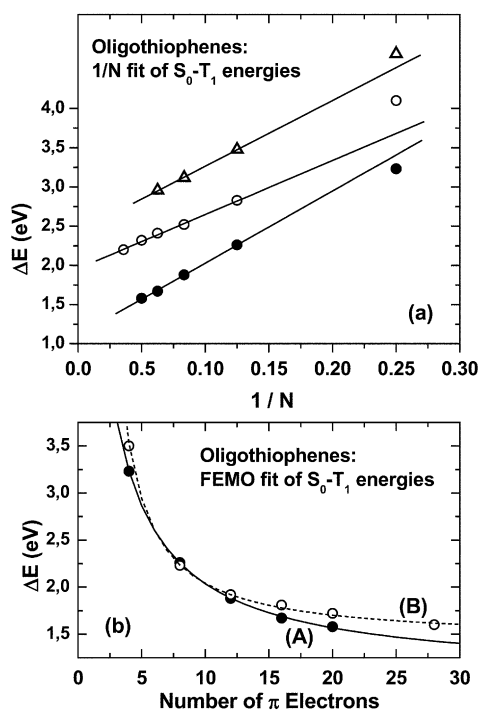 Oligothiophenes:
1/N fit of S0-T1 energies
4,0
3,5
3,0
2,5
2,0
1,5
1,0
ΔE (eV)
(a)
0.0 0.5 0.10 0.15 0.20 0.25 0.30
1 / N
Oligothiophenes:
FEMO fit of S0-T1 energies
3,5
3,0
2,5
2,0
1,5
ΔE (eV)
(B)
(b)
(A)
0 5 10 15 20 25 30
Number of π Electrons